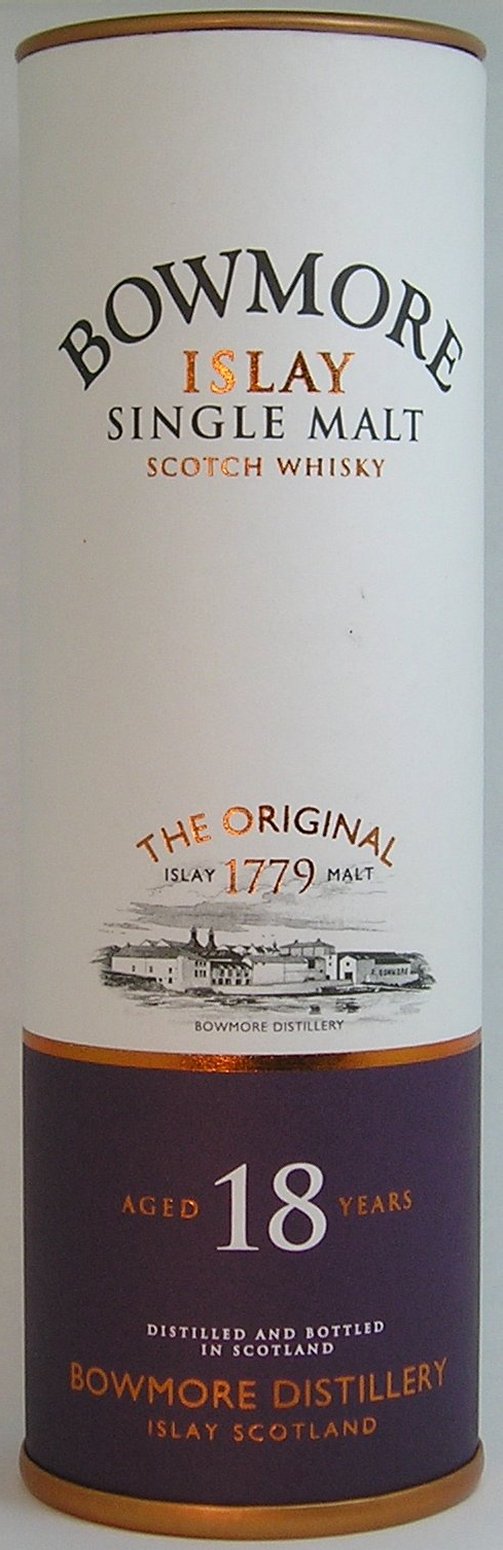 BOWMORE
ISLAY
SINGLE MALT
SCOTCH WHISKY
THE ORIGINAL
ISLAY 1779 MALT
BOWMORE
BOWMORE DISTILLERY
AGED 18 YEARS
DISTILLED AND BOTTLED
IN SCOTLAND
BOWMORE DISTILLERY
ISLAY SCOTLAND